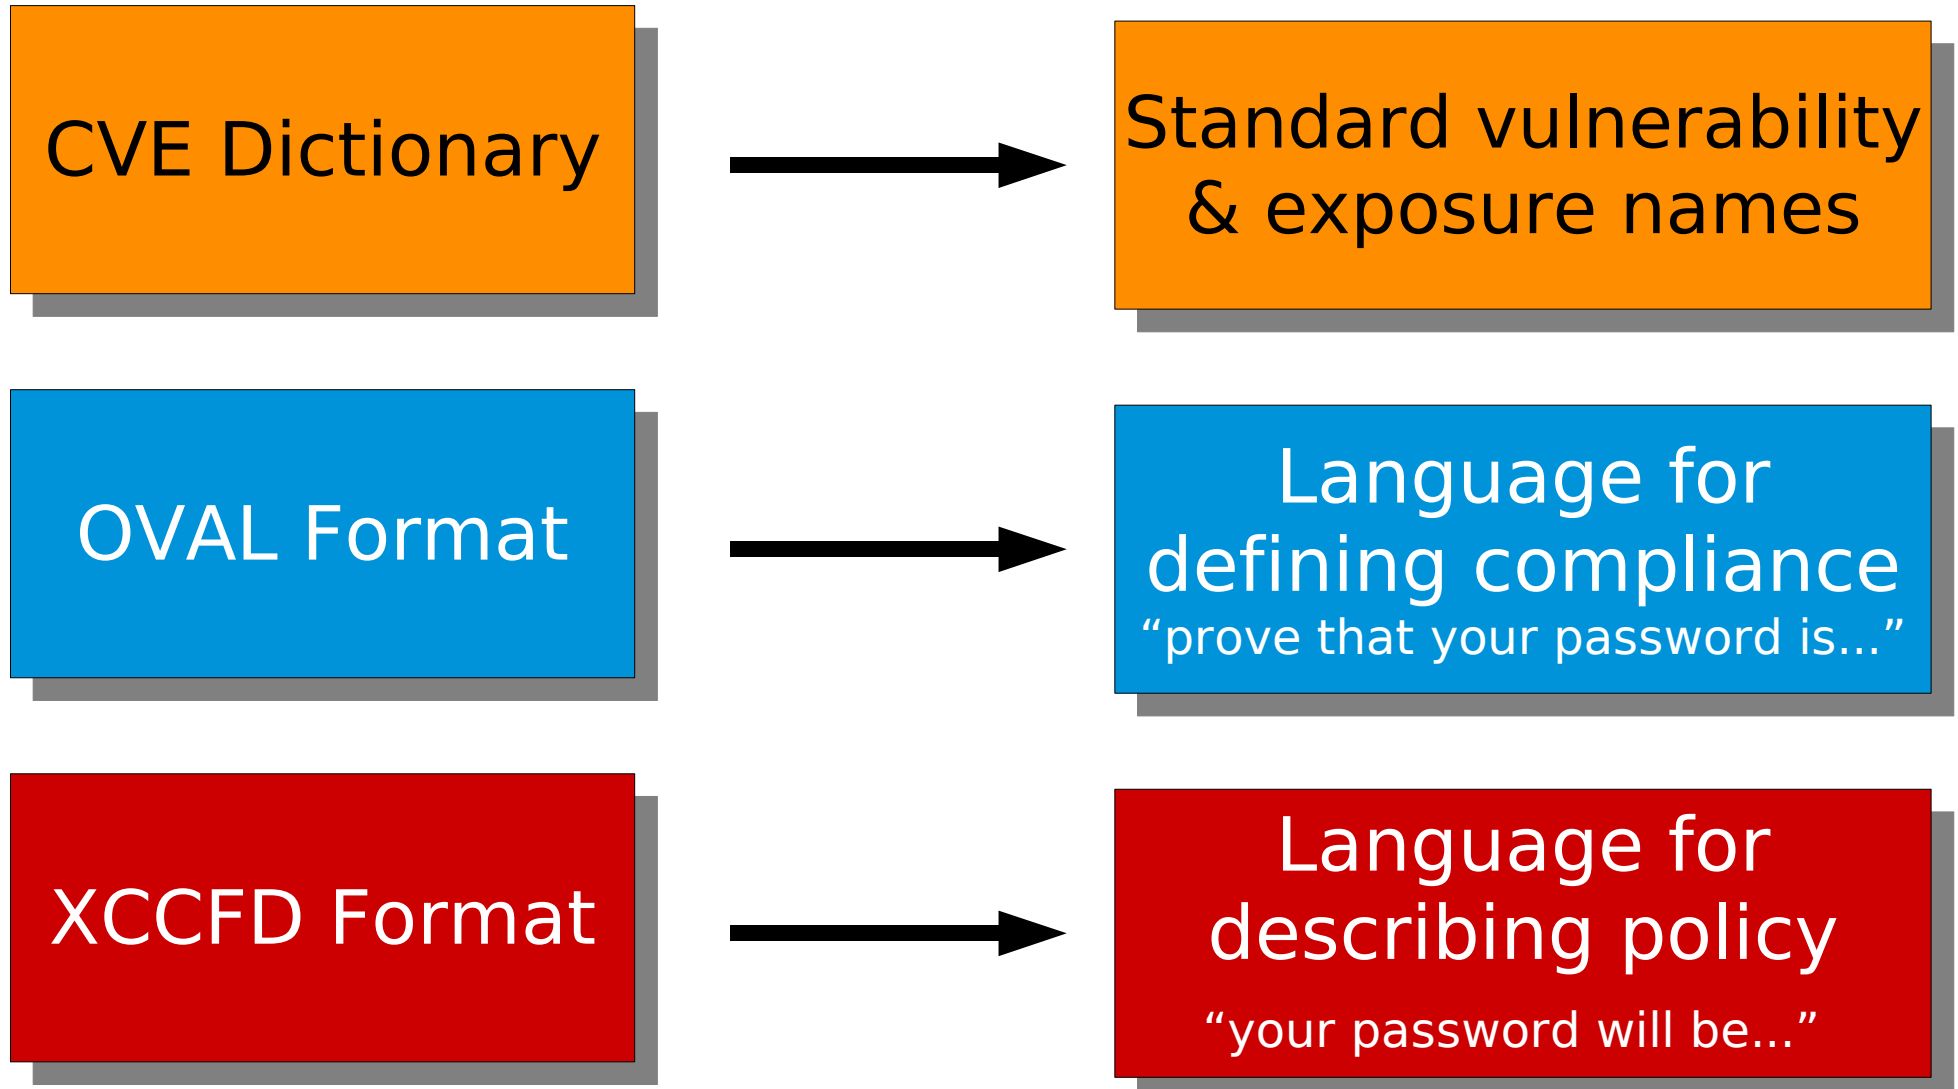 CVE Dictionary
Standard vulnerability
& exposure names
OVAL Format
Language for
defining compliance
“prove that your password is...”
XCCFD Format
Language for
describing policy
“your password will be...”